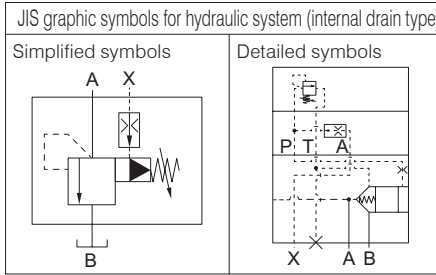 JIS graphic symbols for hydraulic system (internal drain type)
Simplified symbols
Detailed symbols
A X
B
P T A
X A B